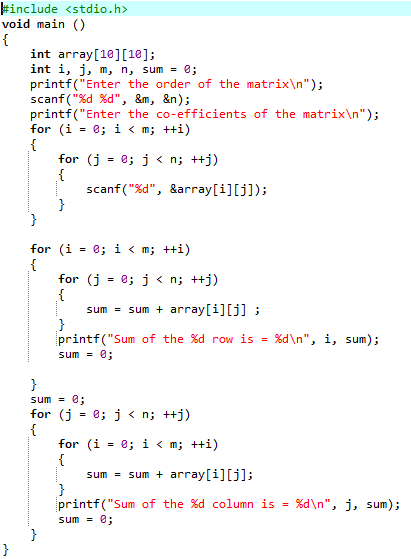 #include <stdio.h>
void main ()
{
    int array[10][10];
    int i, j, m, n, sum = 0;
    printf("Enter the order of the matrix\n");
    scanf("%d %d", &m, &n);
    printf("Enter the co-efficients of the matrix\n");
    for (i = 0; i < m; ++i)
    {
        for (j = 0; j < n; ++j)
        {
            scanf("%d", &array[i][j]);
        }
    }

    for (i = 0; i < m; ++i)
    {
        for (j = 0; j < n; ++j)
        {
            sum = sum + array[i][j] ;
        }
        printf("Sum of the %d row is = %d\n", i, sum);
        sum = 0;

    }
    sum = 0;
    for (j = 0; j < n; ++j)
    {
        for (i = 0; i < m; ++i)
        {
            sum = sum + array[i][j];
        }
        printf("Sum of the %d column is = %d\n", j, sum);
        sum = 0;
    }
}